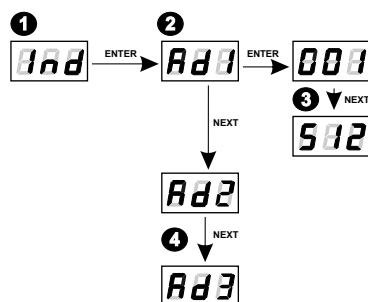 1 2
Ind ENTER Ad1 ENTER 001
3 NEXT
NEXT 512
Ad2
4 NEXT
Ad3